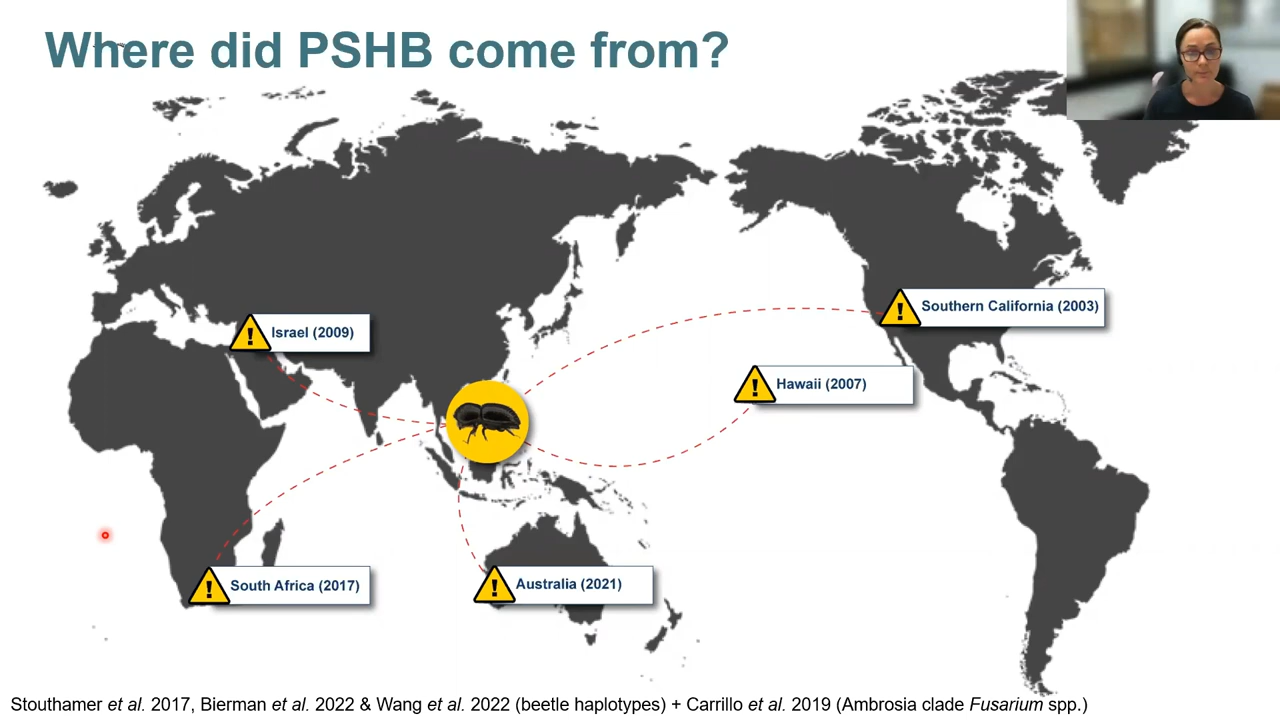 Where did PSHB come from?
Southern California (2003)
Israel (2009)
Hawaii (2007)
South Africa (2017)
Australia (2021)
Stouthamer et al. 2017, Bierman et al. 2022 & Wang et al. 2022 (beetle haplotypes) + Carrillo et al. 2019 (Ambrosia clade Fusarium spp.)